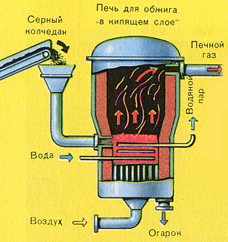 Печь для обжига
„в кипящем слое"
Серный
колчедан
Печной
газ
Водяной
пар
Вода
Воздух
Огарок